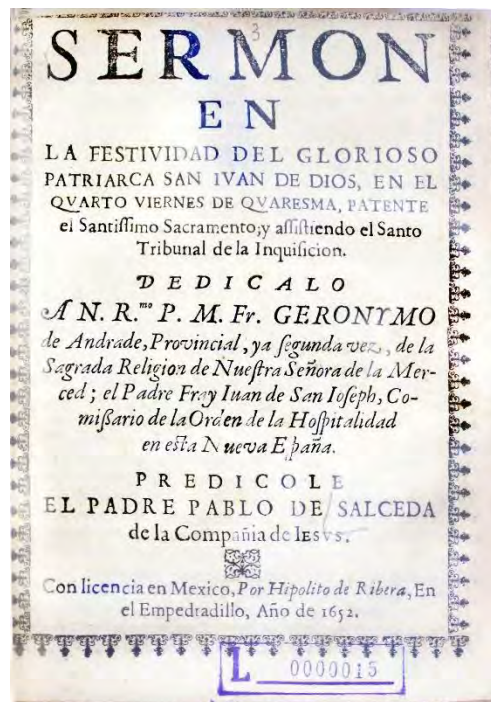 3
SERMON
EN
LA FESTIVIDAD DEL GLORIOSO
PATRIARCA SAN IVAN DE DIOS, EN EL
QVARTO VIERNES DE QVARESMA, PATENTE
el Santissimo Sacramento; y assistiendo el Santo
Tribunal de la Inquisicion.
DEDICALO
A N. R.mo P. M. Fr. GERONYMO
de Andrade, Provincial, ya segunda vez, de la
Sagrada Religion de Nuestra Señora de la Mer-
ced; el Padre Fray Iuan de San Ioseph, Co-
missario de la Orden de la Hospitalidad
en esta Nueva España.
PREDICOLE
EL PADRE PABLO DE SALCEDA
de la Compañia de IESVS.
Con licencia en Mexico, Por Hipolito de Ribera, En
el Empedradillo, Año de 1652.
L 0000015